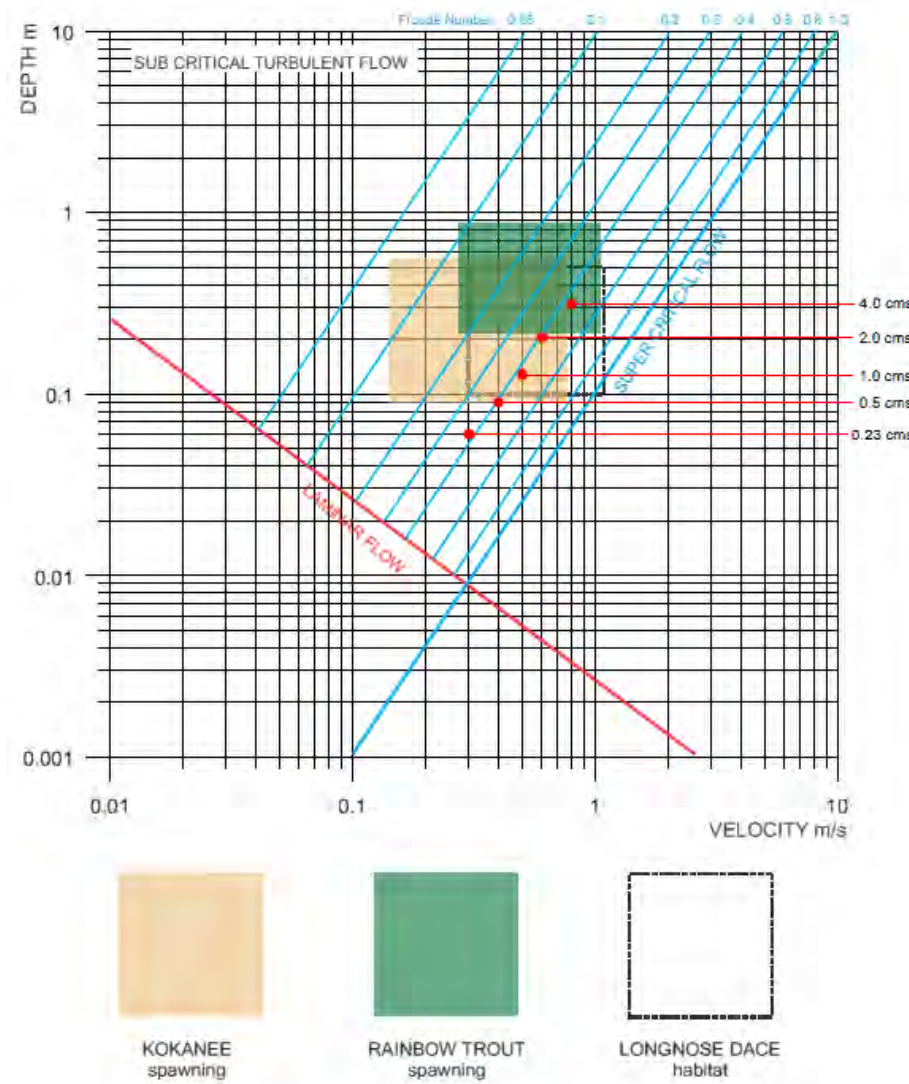 Froude Number 0.05 0.1 0.2 0.3 0.4 0.6 0.8 1.0
DEPTH m
10
SUB CRITICAL TURBULENT FLOW
1
SUPER CRITICAL FLOW
4.0 cms
2.0 cms
1.0 cms
0.1
0.5 cms
0.23 cms
LAMINAR FLOW
0.01
0.001
0.01 0.1 1 10
VELOCITY m/s
KOKANEE RAINBOW TROUT LONGNOSE DACE
spawning spawning habitat